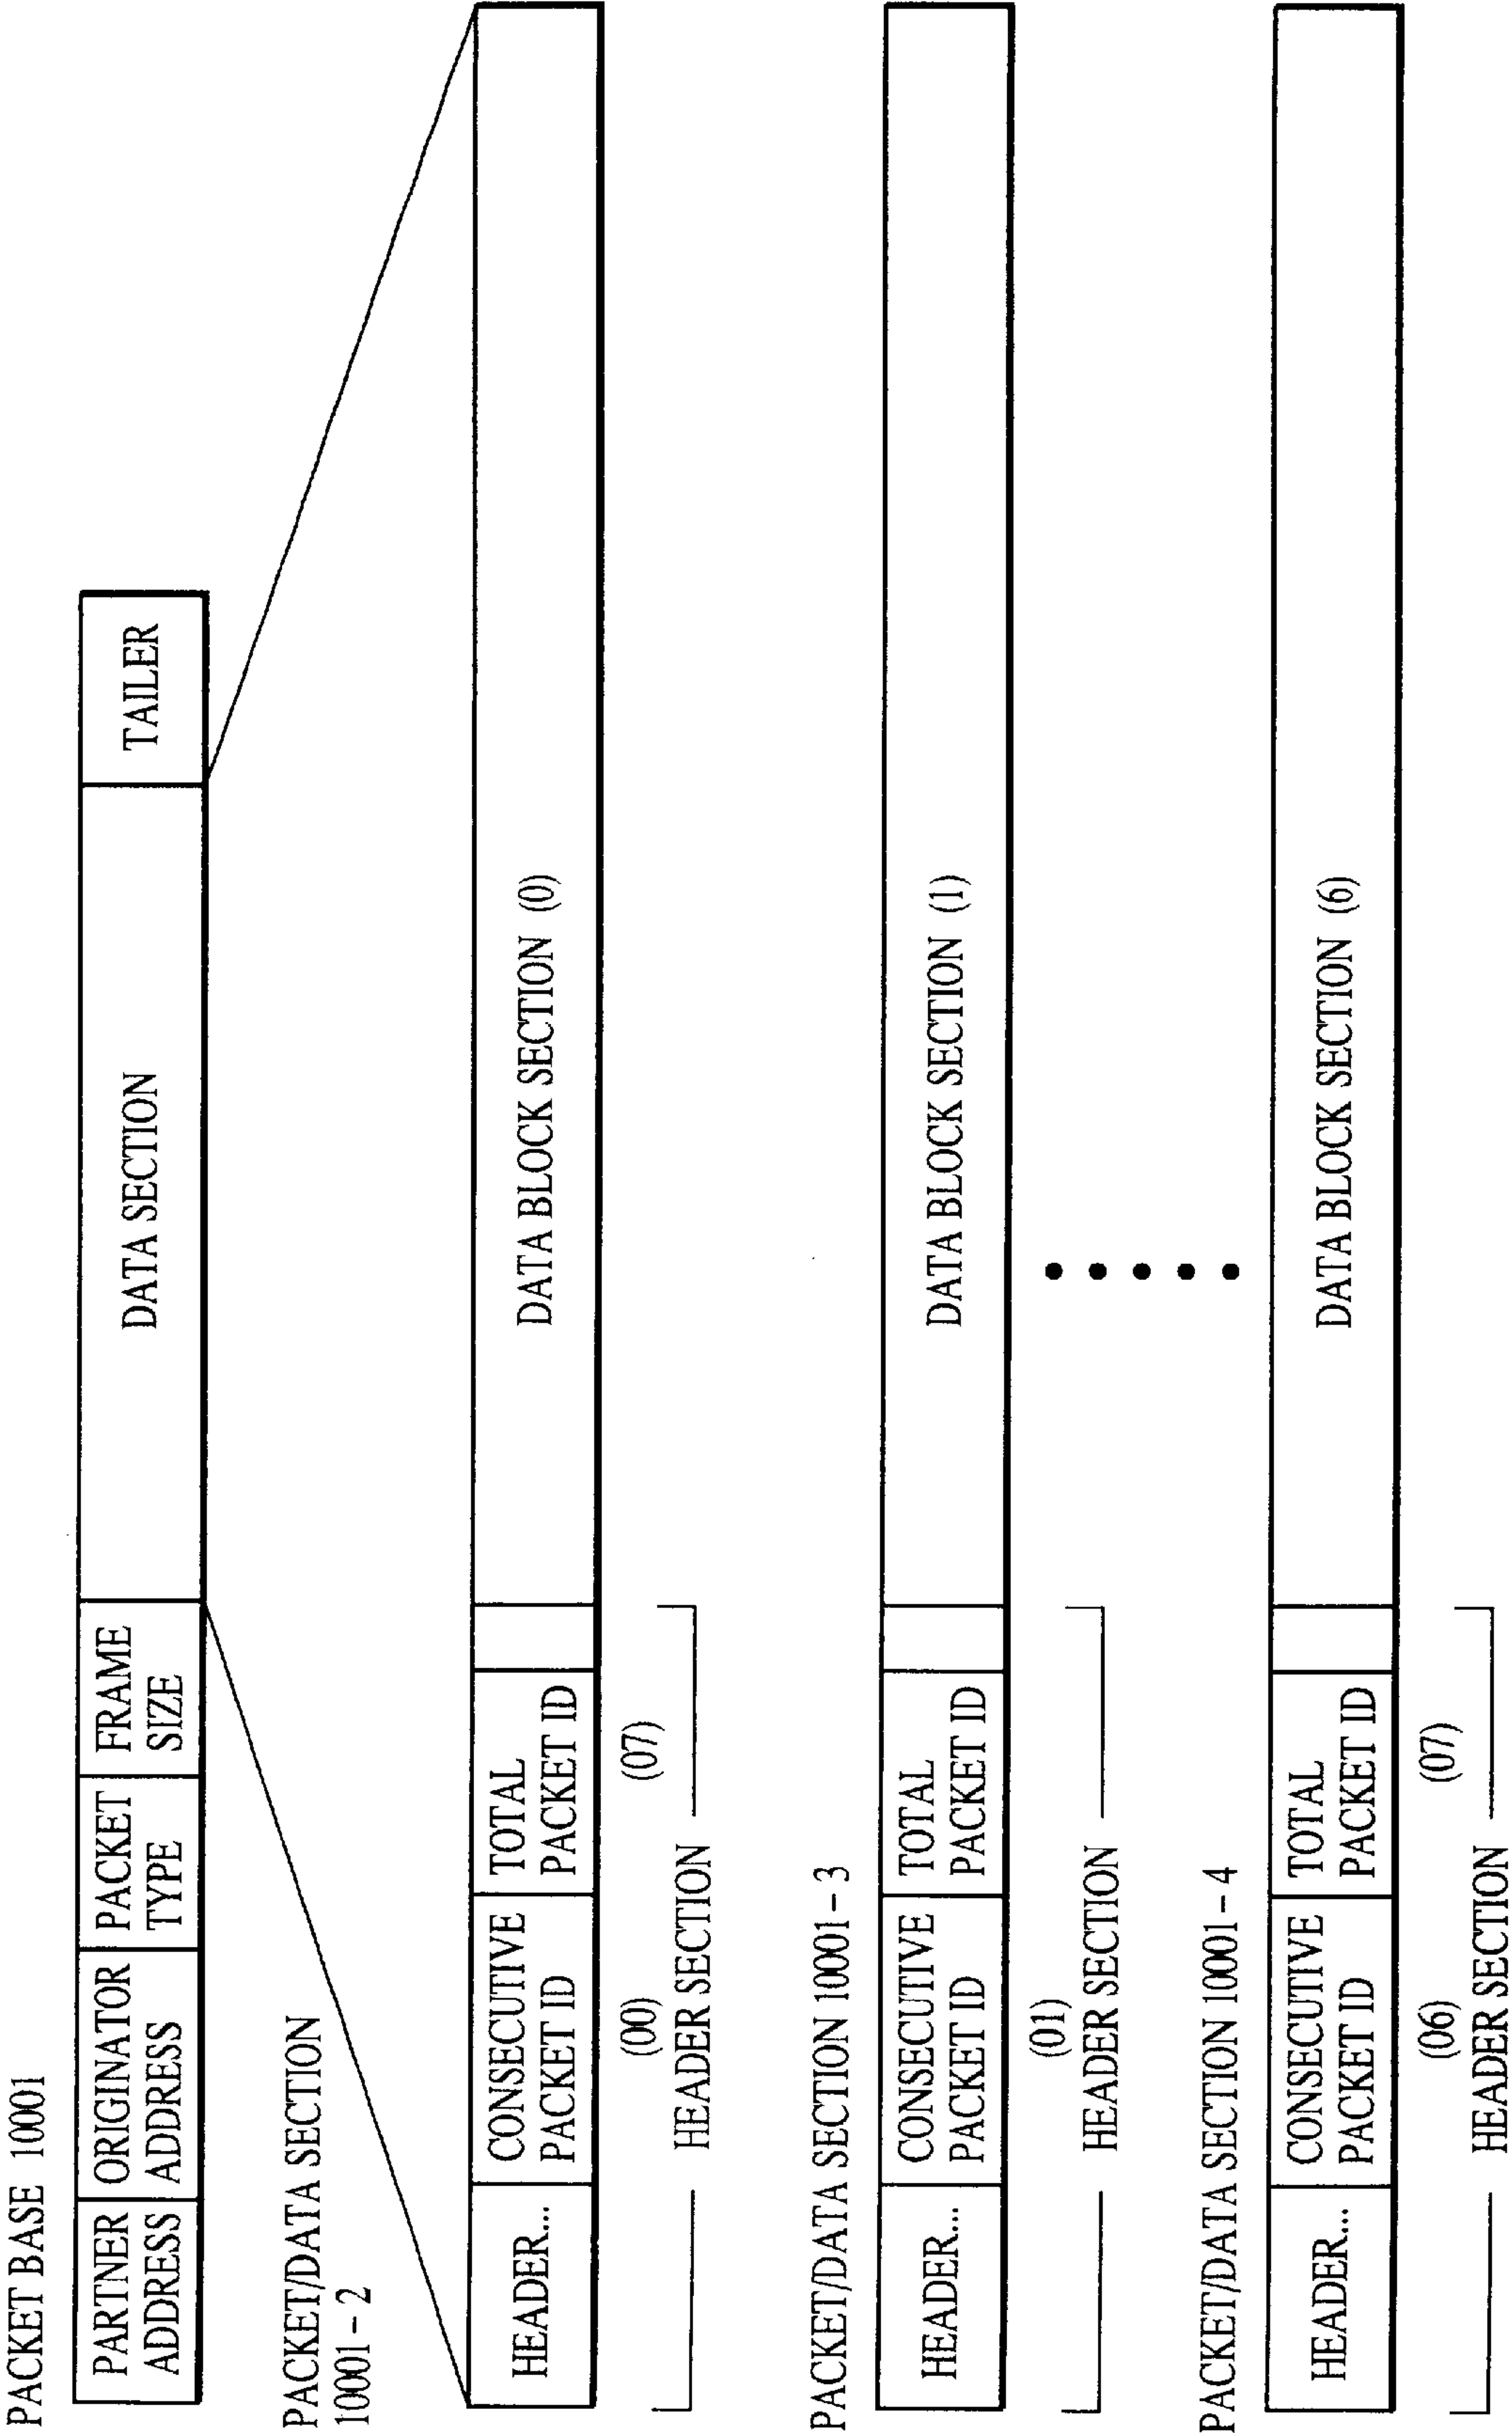 PACKET BASE 10001
PARTNER ADDRESS
ORIGINATOR ADDRESS
PACKET TYPE
FRAME SIZE
DATA SECTION
TAILER
PACKET/DATA SECTION
10001-2
HEADER...
CONSECUTIVE PACKET ID
TOTAL PACKET ID
DATA BLOCK SECTION (0)
(00)
(07)
HEADER SECTION
PACKET/DATA SECTION 10001-3
HEADER...
CONSECUTIVE PACKET ID
TOTAL PACKET ID
DATA BLOCK SECTION (1)
(01)
HEADER SECTION
PACKET/DATA SECTION 10001-4
HEADER...
CONSECUTIVE PACKET ID
TOTAL PACKET ID
DATA BLOCK SECTION (6)
(06)
(07)
HEADER SECTION